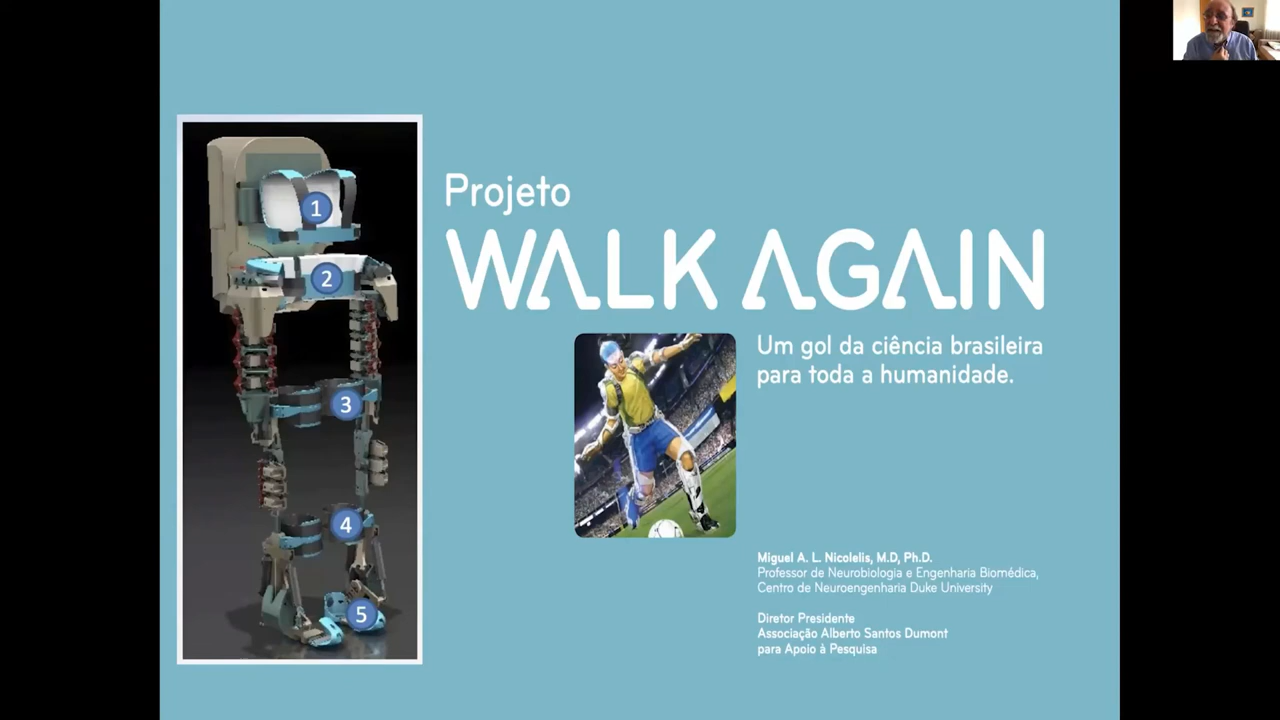 1
2
3
4
5
Projeto
WALK AGAIN
Um gol da ciência brasileira
para toda a humanidade.
Miguel A. L. Nicolelis, M.D, Ph.D.
Professor de Neurobiologia e Engenharia Biomédica,
Centro de Neuroengenharia Duke University
Diretor Presidente
Associação Alberto Santos Dumont
para Apoio à Pesquisa